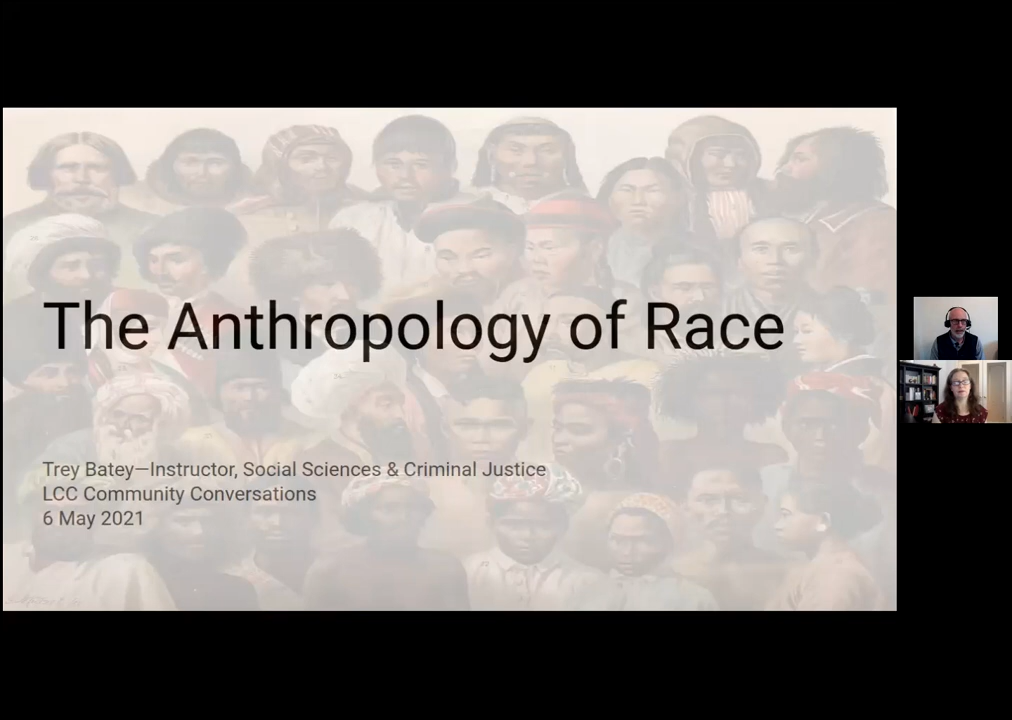 The Anthropology of Race
Trey Batey—Instructor, Social Sciences & Criminal Justice
LCC Community Conversations
6 May 2021